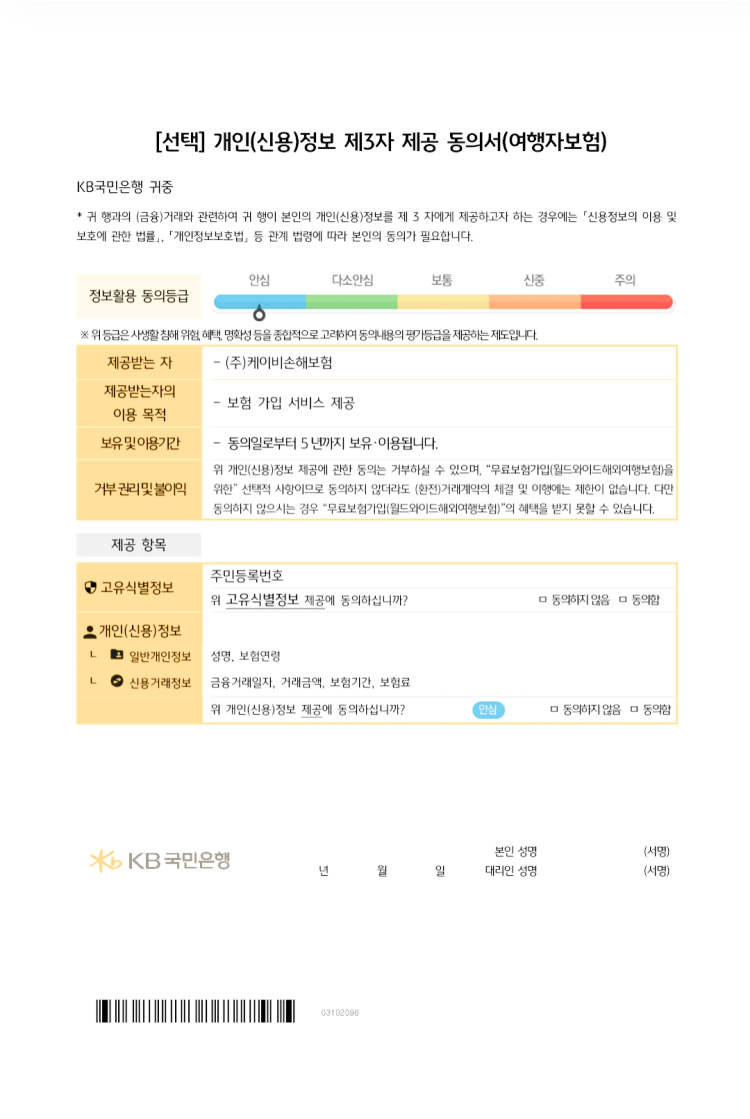 [선택] 개인(신용)정보 제3자 제공 동의서(여행자보험)
KB국민은행 귀중
* 귀 행과의 (금융)거래와 관련하여 귀 행이 본인의 개인(신용)정보를 제 3 자에게 제공하고자 하는 경우에는 「신용정보의 이용 및
보호에 관한 법률」, 「개인정보보호법」 등 관계 법령에 따라 본인의 동의가 필요합니다.
정보활용 동의등급
안심 다소안심 보통 신중 주의
※ 위 등급은 사생활 침해 위험, 혜택, 명확성 등을 종합적으로 고려하여 동의내용의 평가등급을 제공하는 제도입니다.
제공받는 자
- (주)케이비손해보험
제공받는자의
이용 목적
- 보험 가입 서비스 제공
보유 및 이용기간
- 동의일로부터 5년까지 보유·이용됩니다.
거부 권리 및 불이익
위 개인(신용)정보 제공에 관한 동의는 거부하실 수 있으며, “무료보험가입(월드와이드해외여행보험)을
위한” 선택적 사항이므로 동의하지 않더라도 (환전)거래계약의 체결 및 이행에는 제한이 없습니다. 다만
동의하지 않으시는 경우 “무료보험가입(월드와이드해외여행보험)”의 혜택을 받지 못할 수 있습니다.
제공 항목
고유식별정보
주민등록번호
위 고유식별정보 제공에 동의하십니까? □ 동의하지 않음 □ 동의함
개인(신용)정보
ㄴ 일반개인정보
성명, 보험연령
ㄴ 신용거래정보
금융거래일자, 거래금액, 보험기간, 보험료
위 개인(신용)정보 제공에 동의하십니까? 안심 □ 동의하지 않음 □ 동의함
KB 국민은행
년 월 일
본인 성명 (서명)
대리인 성명 (서명)
03102096